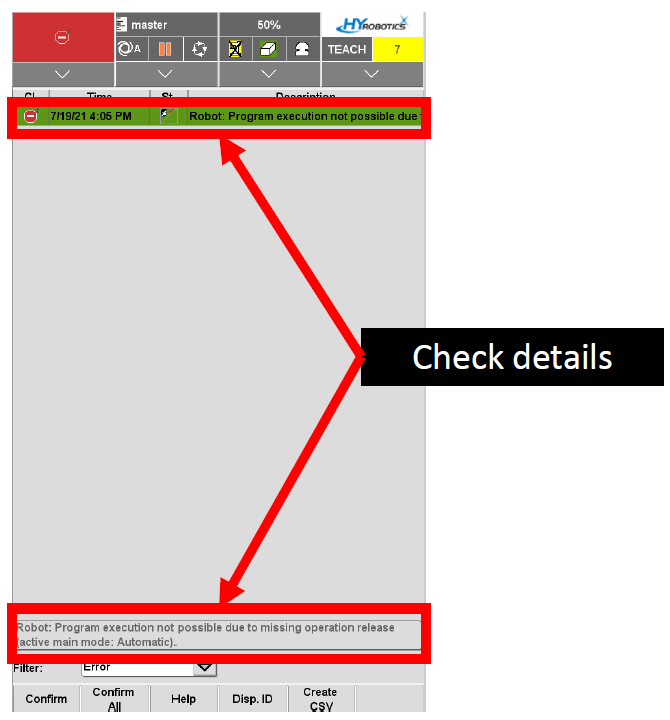 master
50%
HYROBOTICS
A
TEACH
7
Cl
Time
St
Description
7/19/21 4:05 PM
Robot: Program execution not possible due
Check details
Robot: Program execution not possible due to missing operation release
(active main mode: Automatic).
Filter:
Error
Confirm
Confirm
All
Help
Disp. ID
Create
CSV